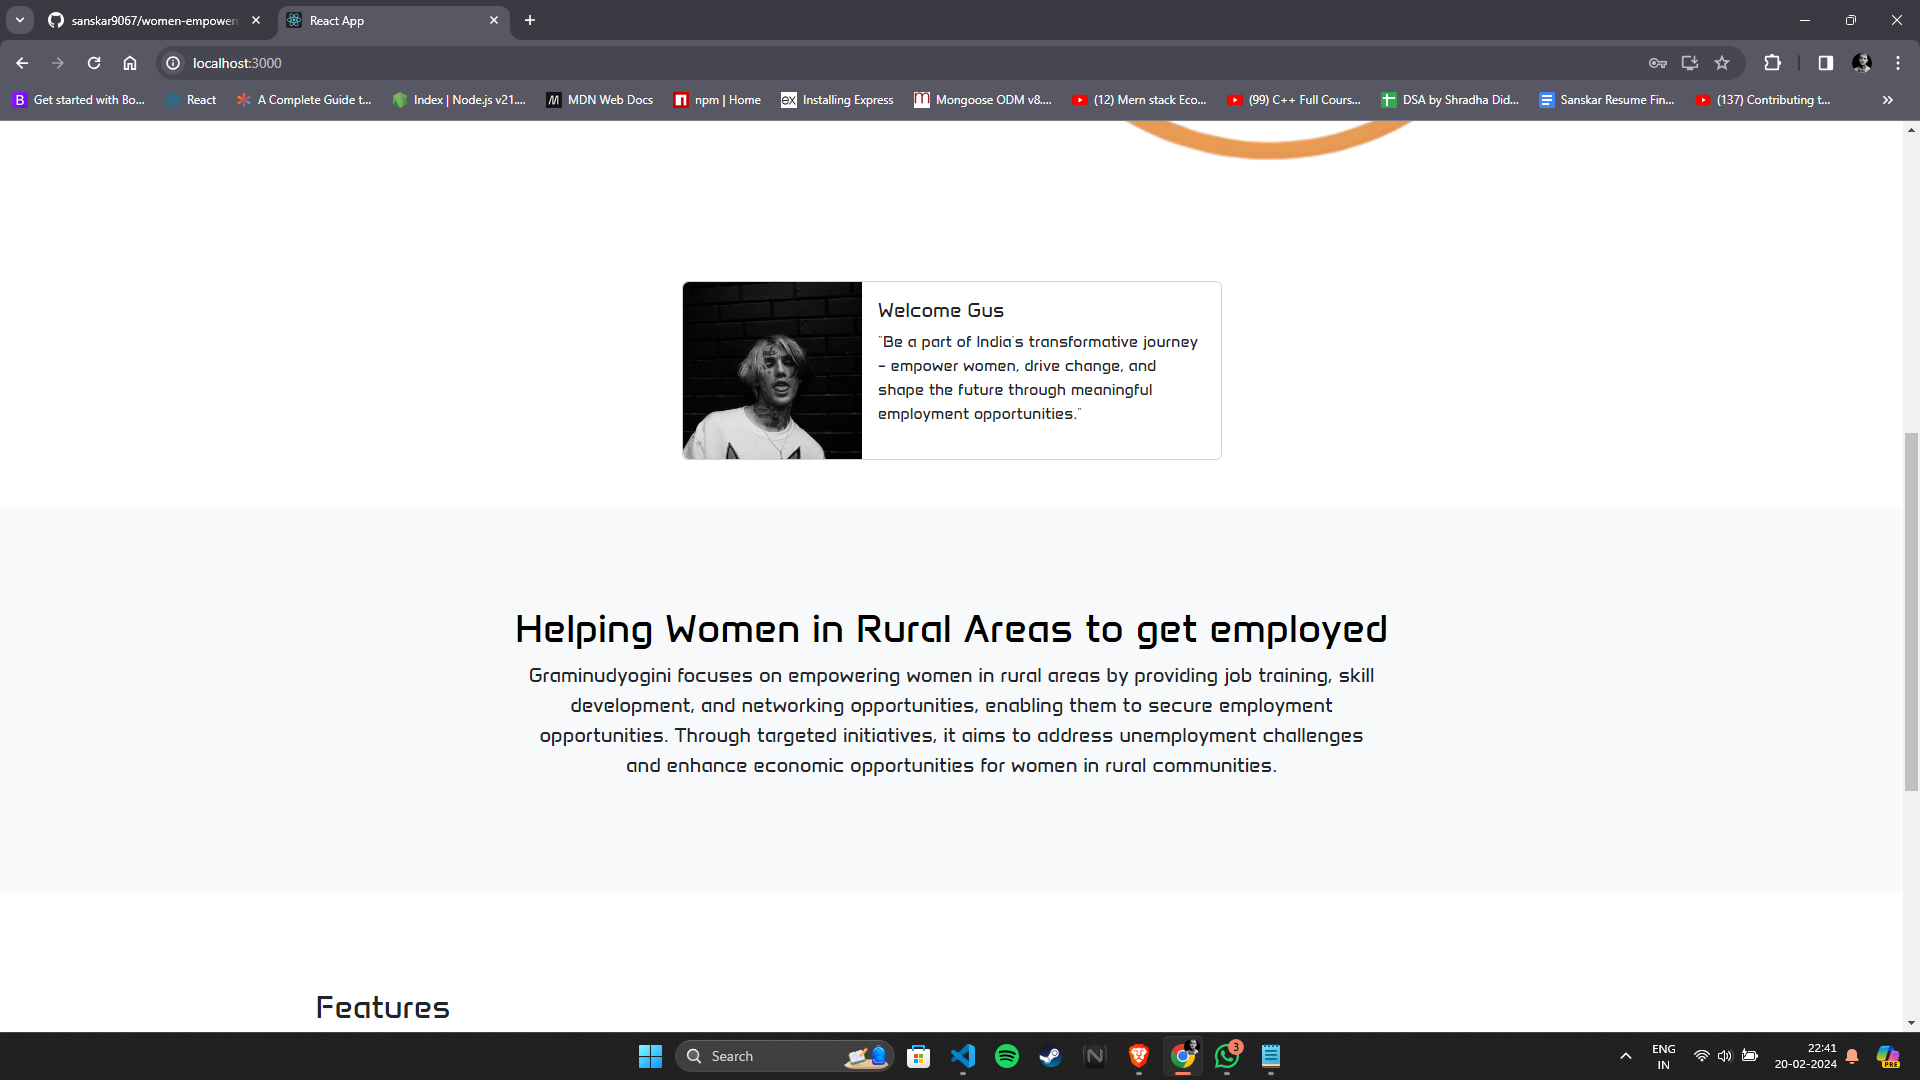 sanskar9067/women-empowerm
React App
localhost:3000
Get started with Bo...
React
A Complete Guide t...
Index | Node.js v21....
MDN Web Docs
npm | Home
Installing Express
Mongoose ODM v8....
(12) Mern stack Eco...
(99) C++ Full Cours...
DSA by Shradha Did...
Sanskar Resume Fin...
(137) Contributing t...
Welcome Gus
"Be a part of India's transformative journey
- empower women, drive change, and
shape the future through meaningful
employment opportunities."
Helping Women in Rural Areas to get employed
Graminudyogini focuses on empowering women in rural areas by providing job training, skill
development, and networking opportunities, enabling them to secure employment
opportunities. Through targeted initiatives, it aims to address unemployment challenges
and enhance economic opportunities for women in rural communities.
Features
Search
3
ENG
IN
22:41
20-02-2024
PRE